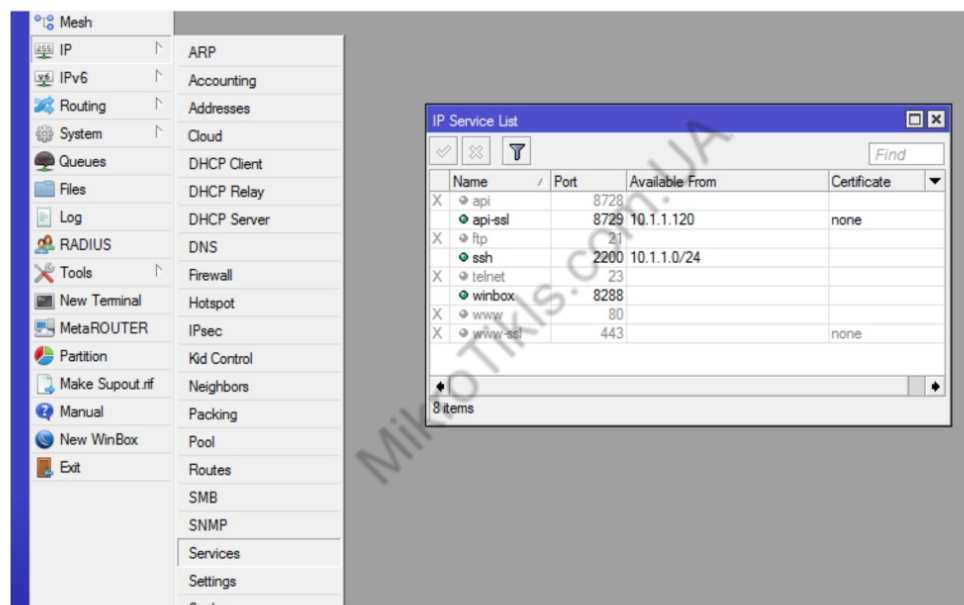 Mesh
IP
IPv6
Routing
System
Queues
Files
Log
RADIUS
Tools
New Terminal
MetaROUTER
Partition
Make Supout.rif
Manual
New WinBox
Exit
ARP
Accounting
Addresses
Cloud
DHCP Client
DHCP Relay
DHCP Server
DNS
Firewall
Hotspot
IPsec
Kid Control
Neighbors
Packing
Pool
Routes
SMB
SNMP
Services
Settings
IP Service List
Find
Name Port Available From Certificate
X api 8728
api-ssl 8729 10.1.1.120 none
X ftp 21
ssh 2200 10.1.1.0/24
X telnet 23
winbox 8288
X www 80
X www-ssl 443 none
8 items
MikroTikls.com.UA